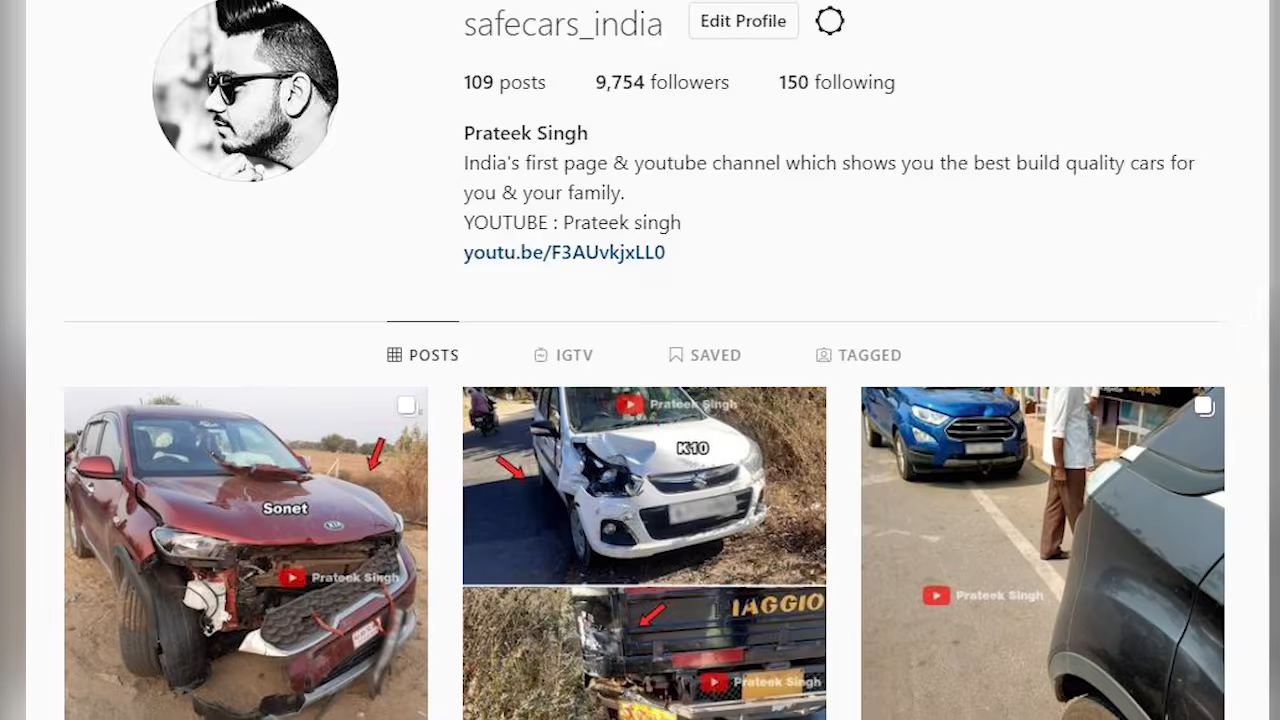 safecars_india Edit Profile
109 posts 9,754 followers 150 following
Prateek Singh
India's first page & youtube channel which shows you the best build quality cars for
you & your family.
YOUTUBE : Prateek singh
youtu.be/F3AUvkjxLL0
POSTS IGTV SAVED TAGGED
Sonet
KIA
Prateek Singh
Prateek Singh
K10
IAGGIO
Prateek Singh
Prateek Singh